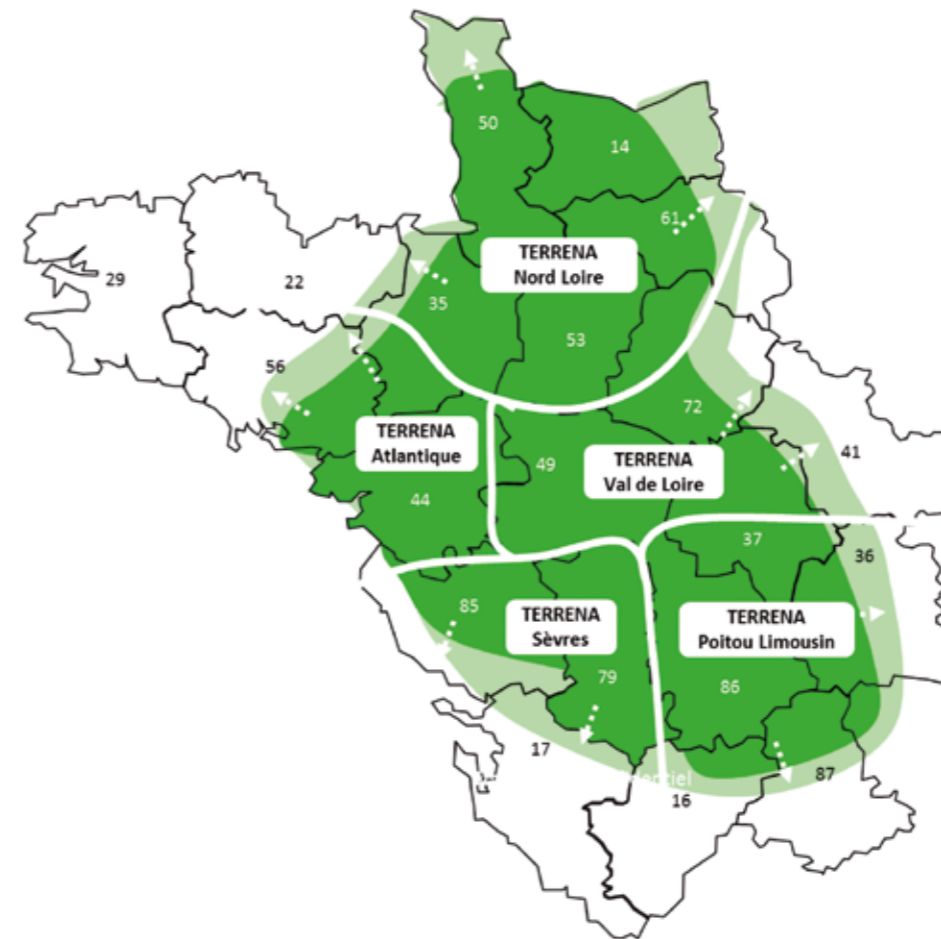 50
14
61
TERRENA
Nord Loire
29
22
35
53
56
72
TERRENA
Atlantique
49
TERRENA
Val de Loire
41
44
37
36
85
TERRENA
Sèvres
TERRENA
Poitou Limousin
79
86
17
87
16